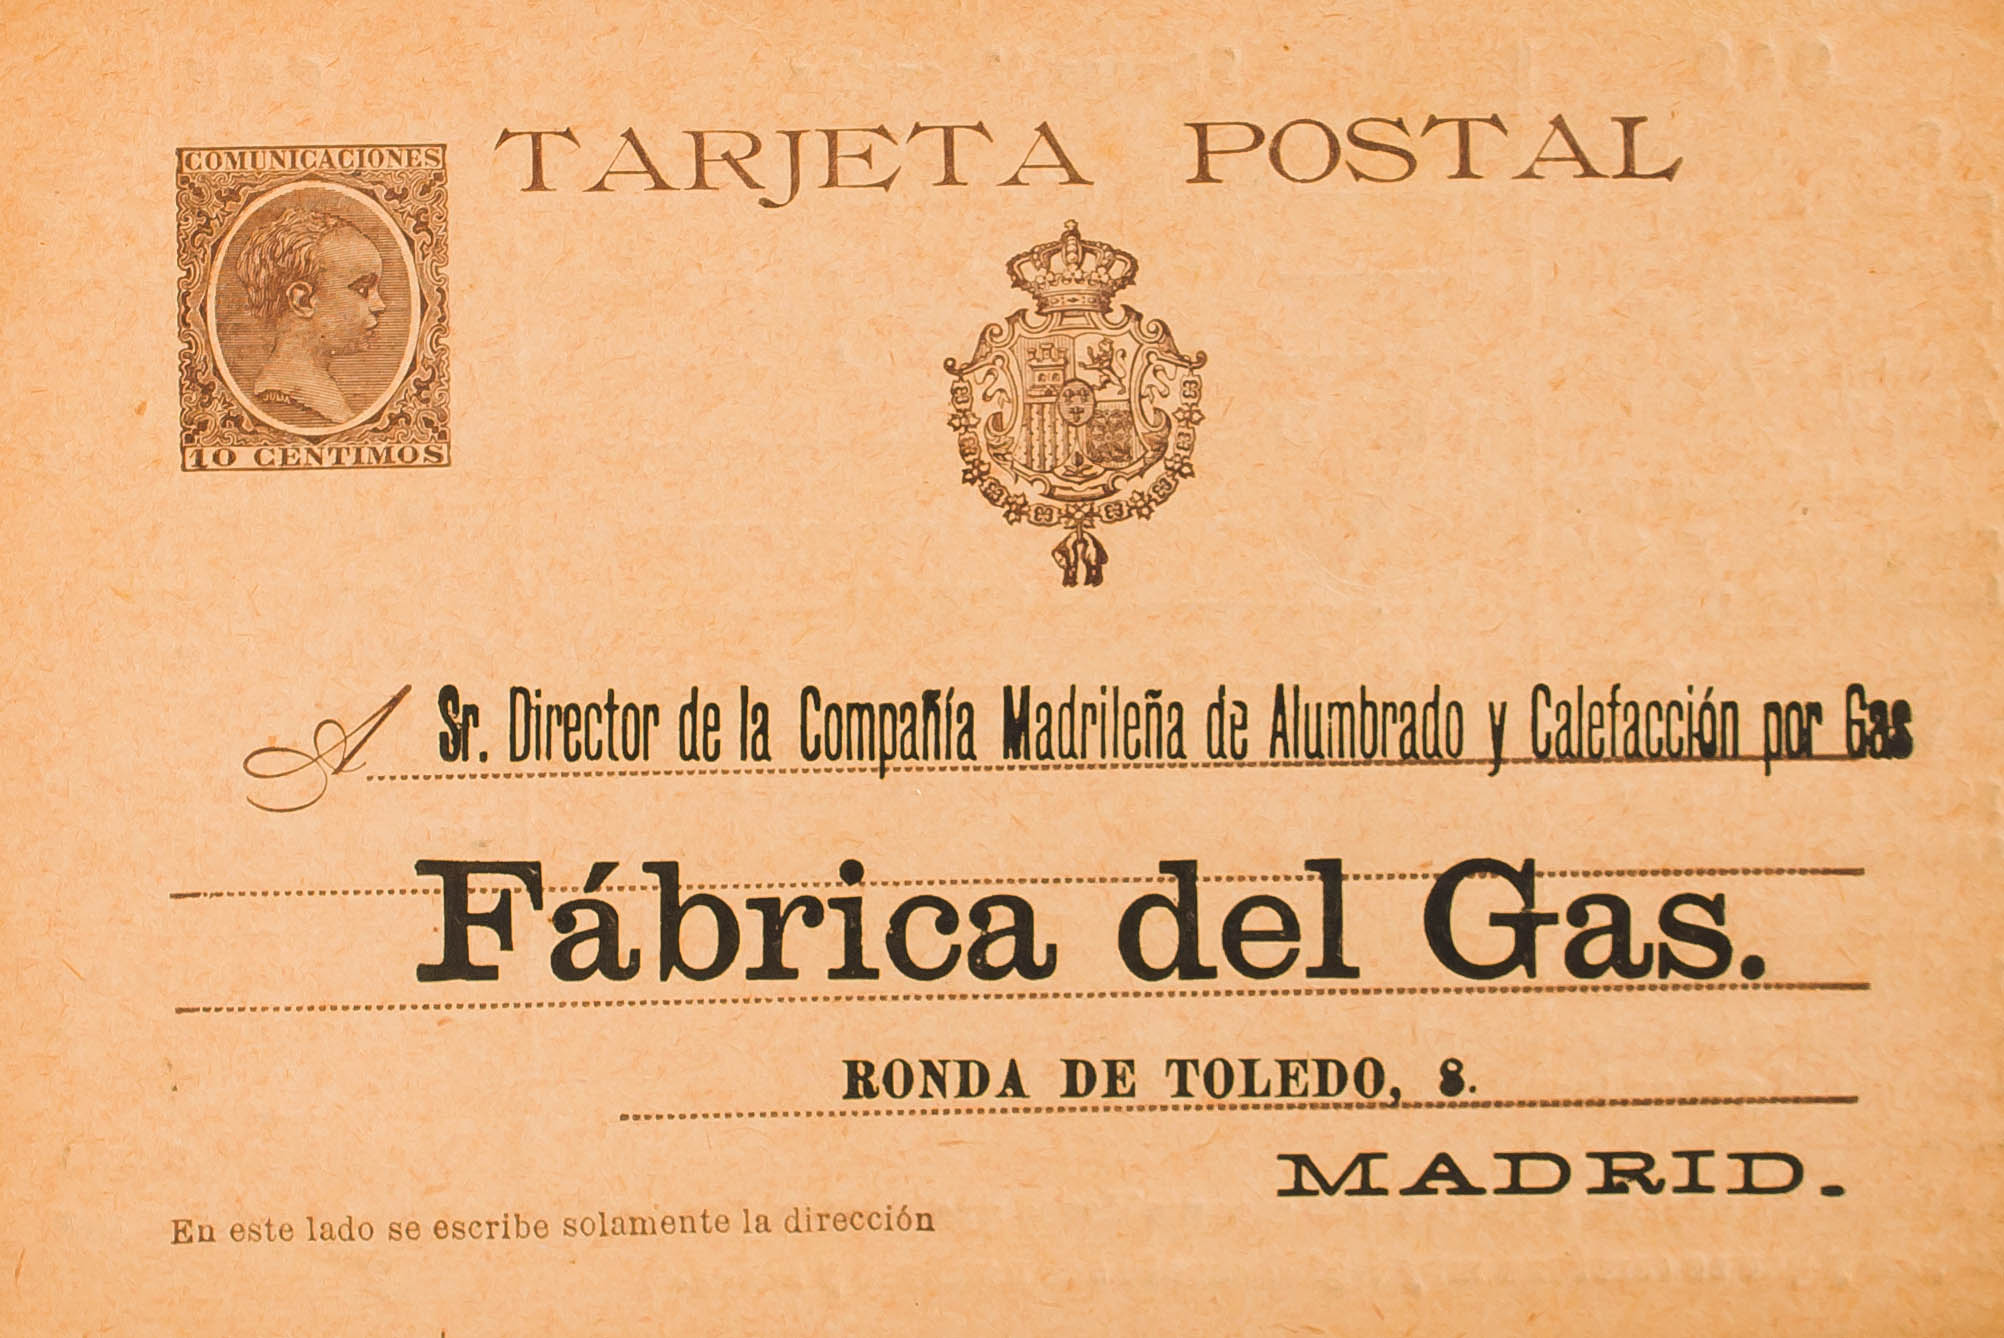 TARJETA POSTAL
COMUNICACIONES
JULIA
10 CENTIMOS
A Sr. Director de la Compañía Madrileña de Alumbrado y Calefacción por Gas
Fábrica del Gas.
RONDA DE TOLEDO, 8.
MADRID.
En este lado se escribe solamente la dirección